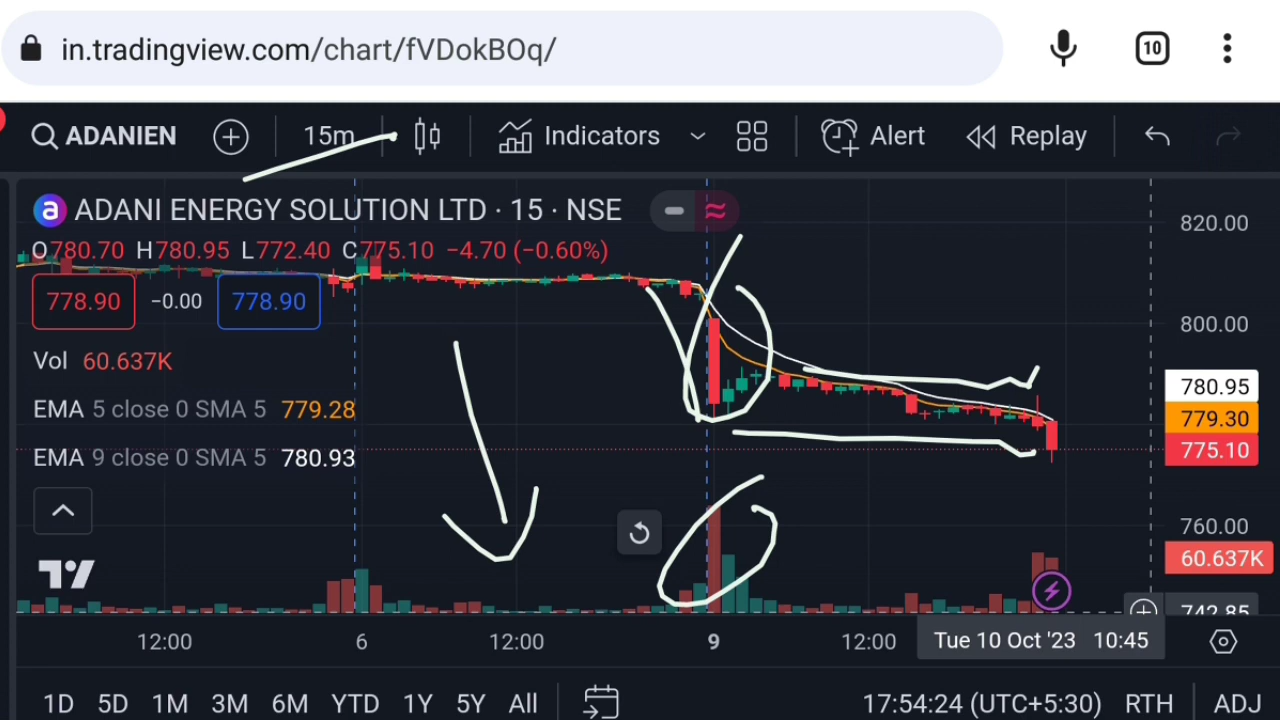 in.tradingview.com/chart/fVDokBOq/ 10
ADANIEN 15m Indicators Alert Replay
a ADANI ENERGY SOLUTION LTD · 15 · NSE
O780.70 H780.95 L772.40 C775.10 −4.70 (−0.60%)
778.90 −0.00 778.90
Vol 60.637K
EMA 5 close 0 SMA 5 779.28
EMA 9 close 0 SMA 5 780.93
820.00
800.00
780.95
779.30
775.10
760.00
60.637K
742.85
12:00 6 12:00 9 12:00 Tue 10 Oct '23 10:45
1D 5D 1M 3M 6M YTD 1Y 5Y All 17:54:24 (UTC+5:30) RTH ADJ